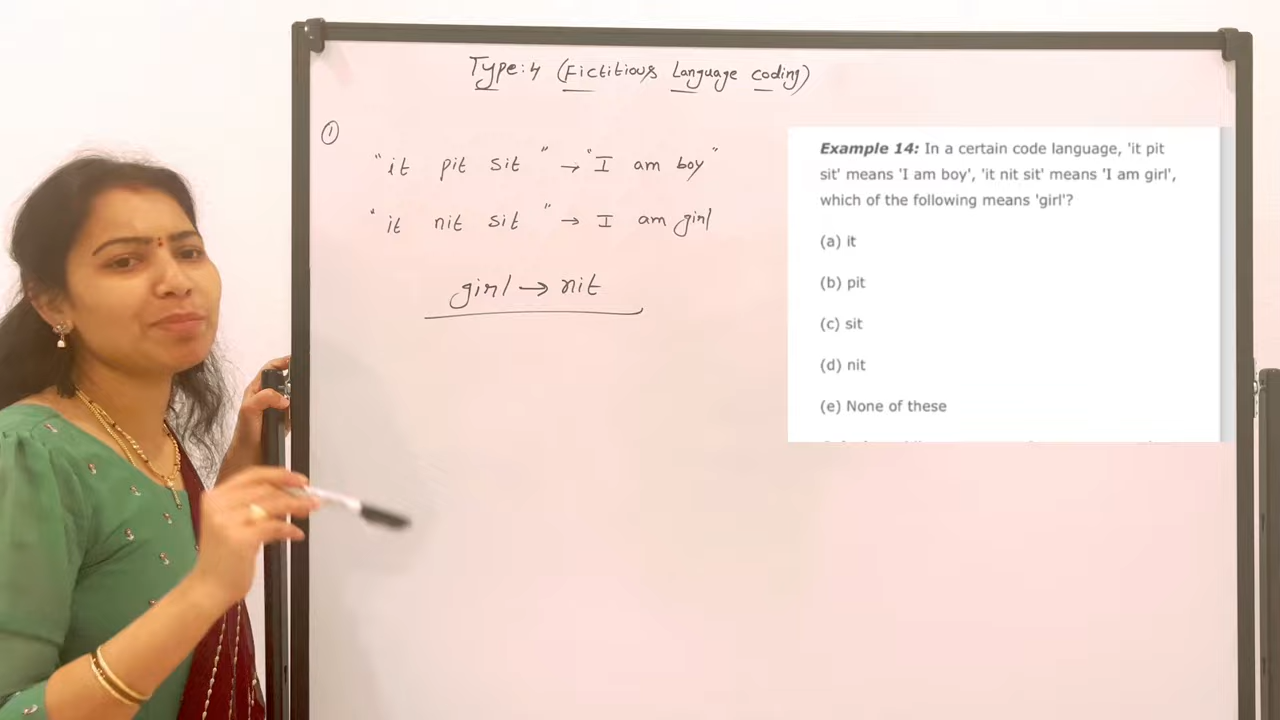 Type: 4 (Fictitious Language coding)
①
"it pit sit" → "I am boy"
"it nit sit" → I am girl
girl → nit
Example 14: In a certain code language, 'it pit
sit' means 'I am boy', 'it nit sit' means 'I am girl',
which of the following means 'girl'?
(a) it
(b) pit
(c) sit
(d) nit
(e) None of these